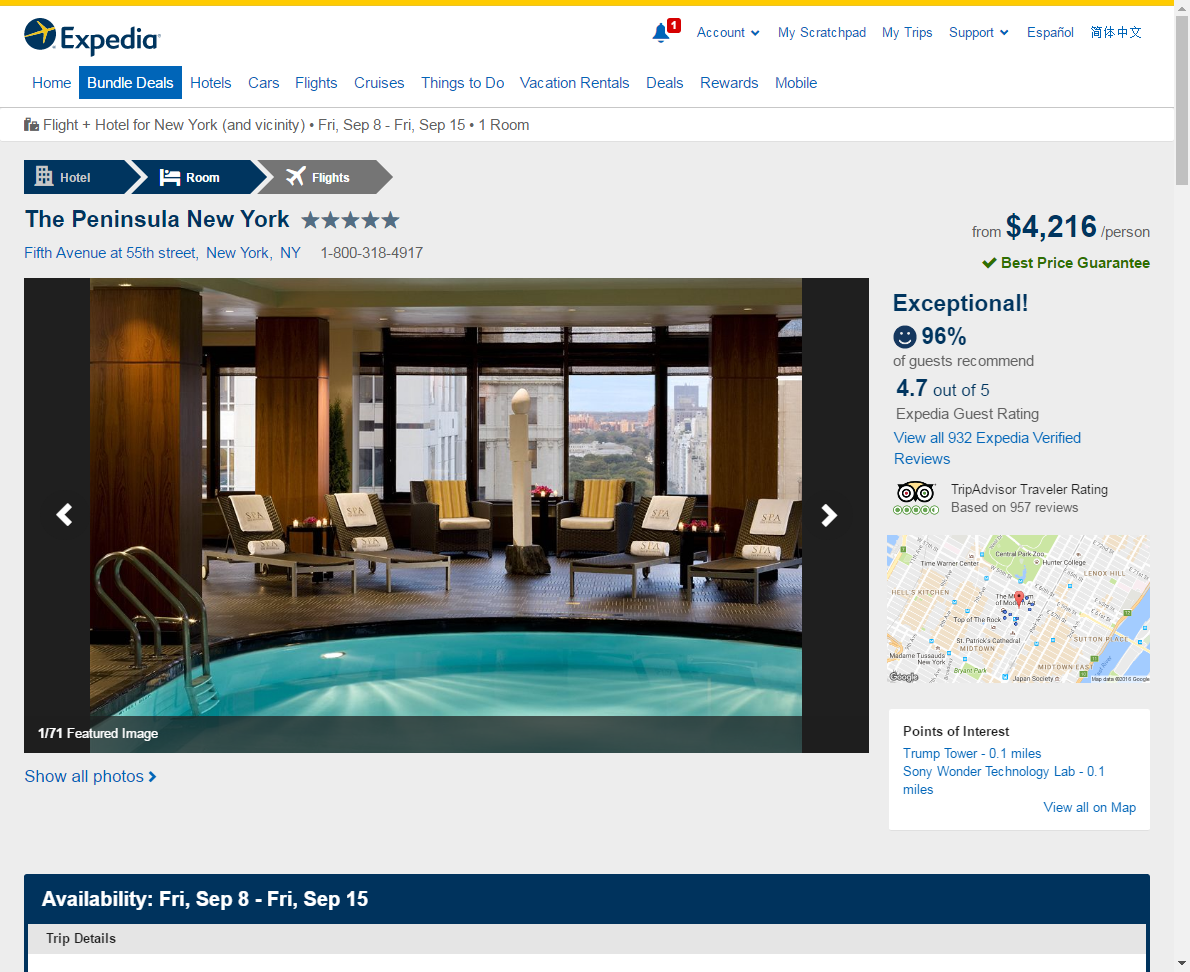 Expedia
1
Account
My Scratchpad
My Trips
Support
Español
简体中文
Home
Bundle Deals
Hotels
Cars
Flights
Cruises
Things to Do
Vacation Rentals
Deals
Rewards
Mobile
Flight + Hotel for New York (and vicinity) • Fri, Sep 8 - Fri, Sep 15 • 1 Room
Hotel
Room
Flights
The Peninsula New York
Fifth Avenue at 55th street, New York, NY 1-800-318-4917
from $4,216 /person
Best Price Guarantee
SPA
SPA
SPA
SPA
SPA
1/71 Featured Image
Show all photos
Exceptional!
96%
of guests recommend
4.7 out of 5
Expedia Guest Rating
View all 932 Expedia Verified
Reviews
TripAdvisor Traveler Rating
Based on 957 reviews
Central Park Zoo
Time Warner Center
Hunter College
LENOX HILL
HELL'S KITCHEN
Top of The Rock
St. Patrick's Cathedral
MIDTOWN
SUTTON PLACE
Madame Tussauds
New York
MIDTOWN EAST
Bryant Park
Japan Society
Google
Map data ©2016 Google
Points of Interest
Trump Tower - 0.1 miles
Sony Wonder Technology Lab - 0.1
miles
View all on Map
Availability: Fri, Sep 8 - Fri, Sep 15
Trip Details